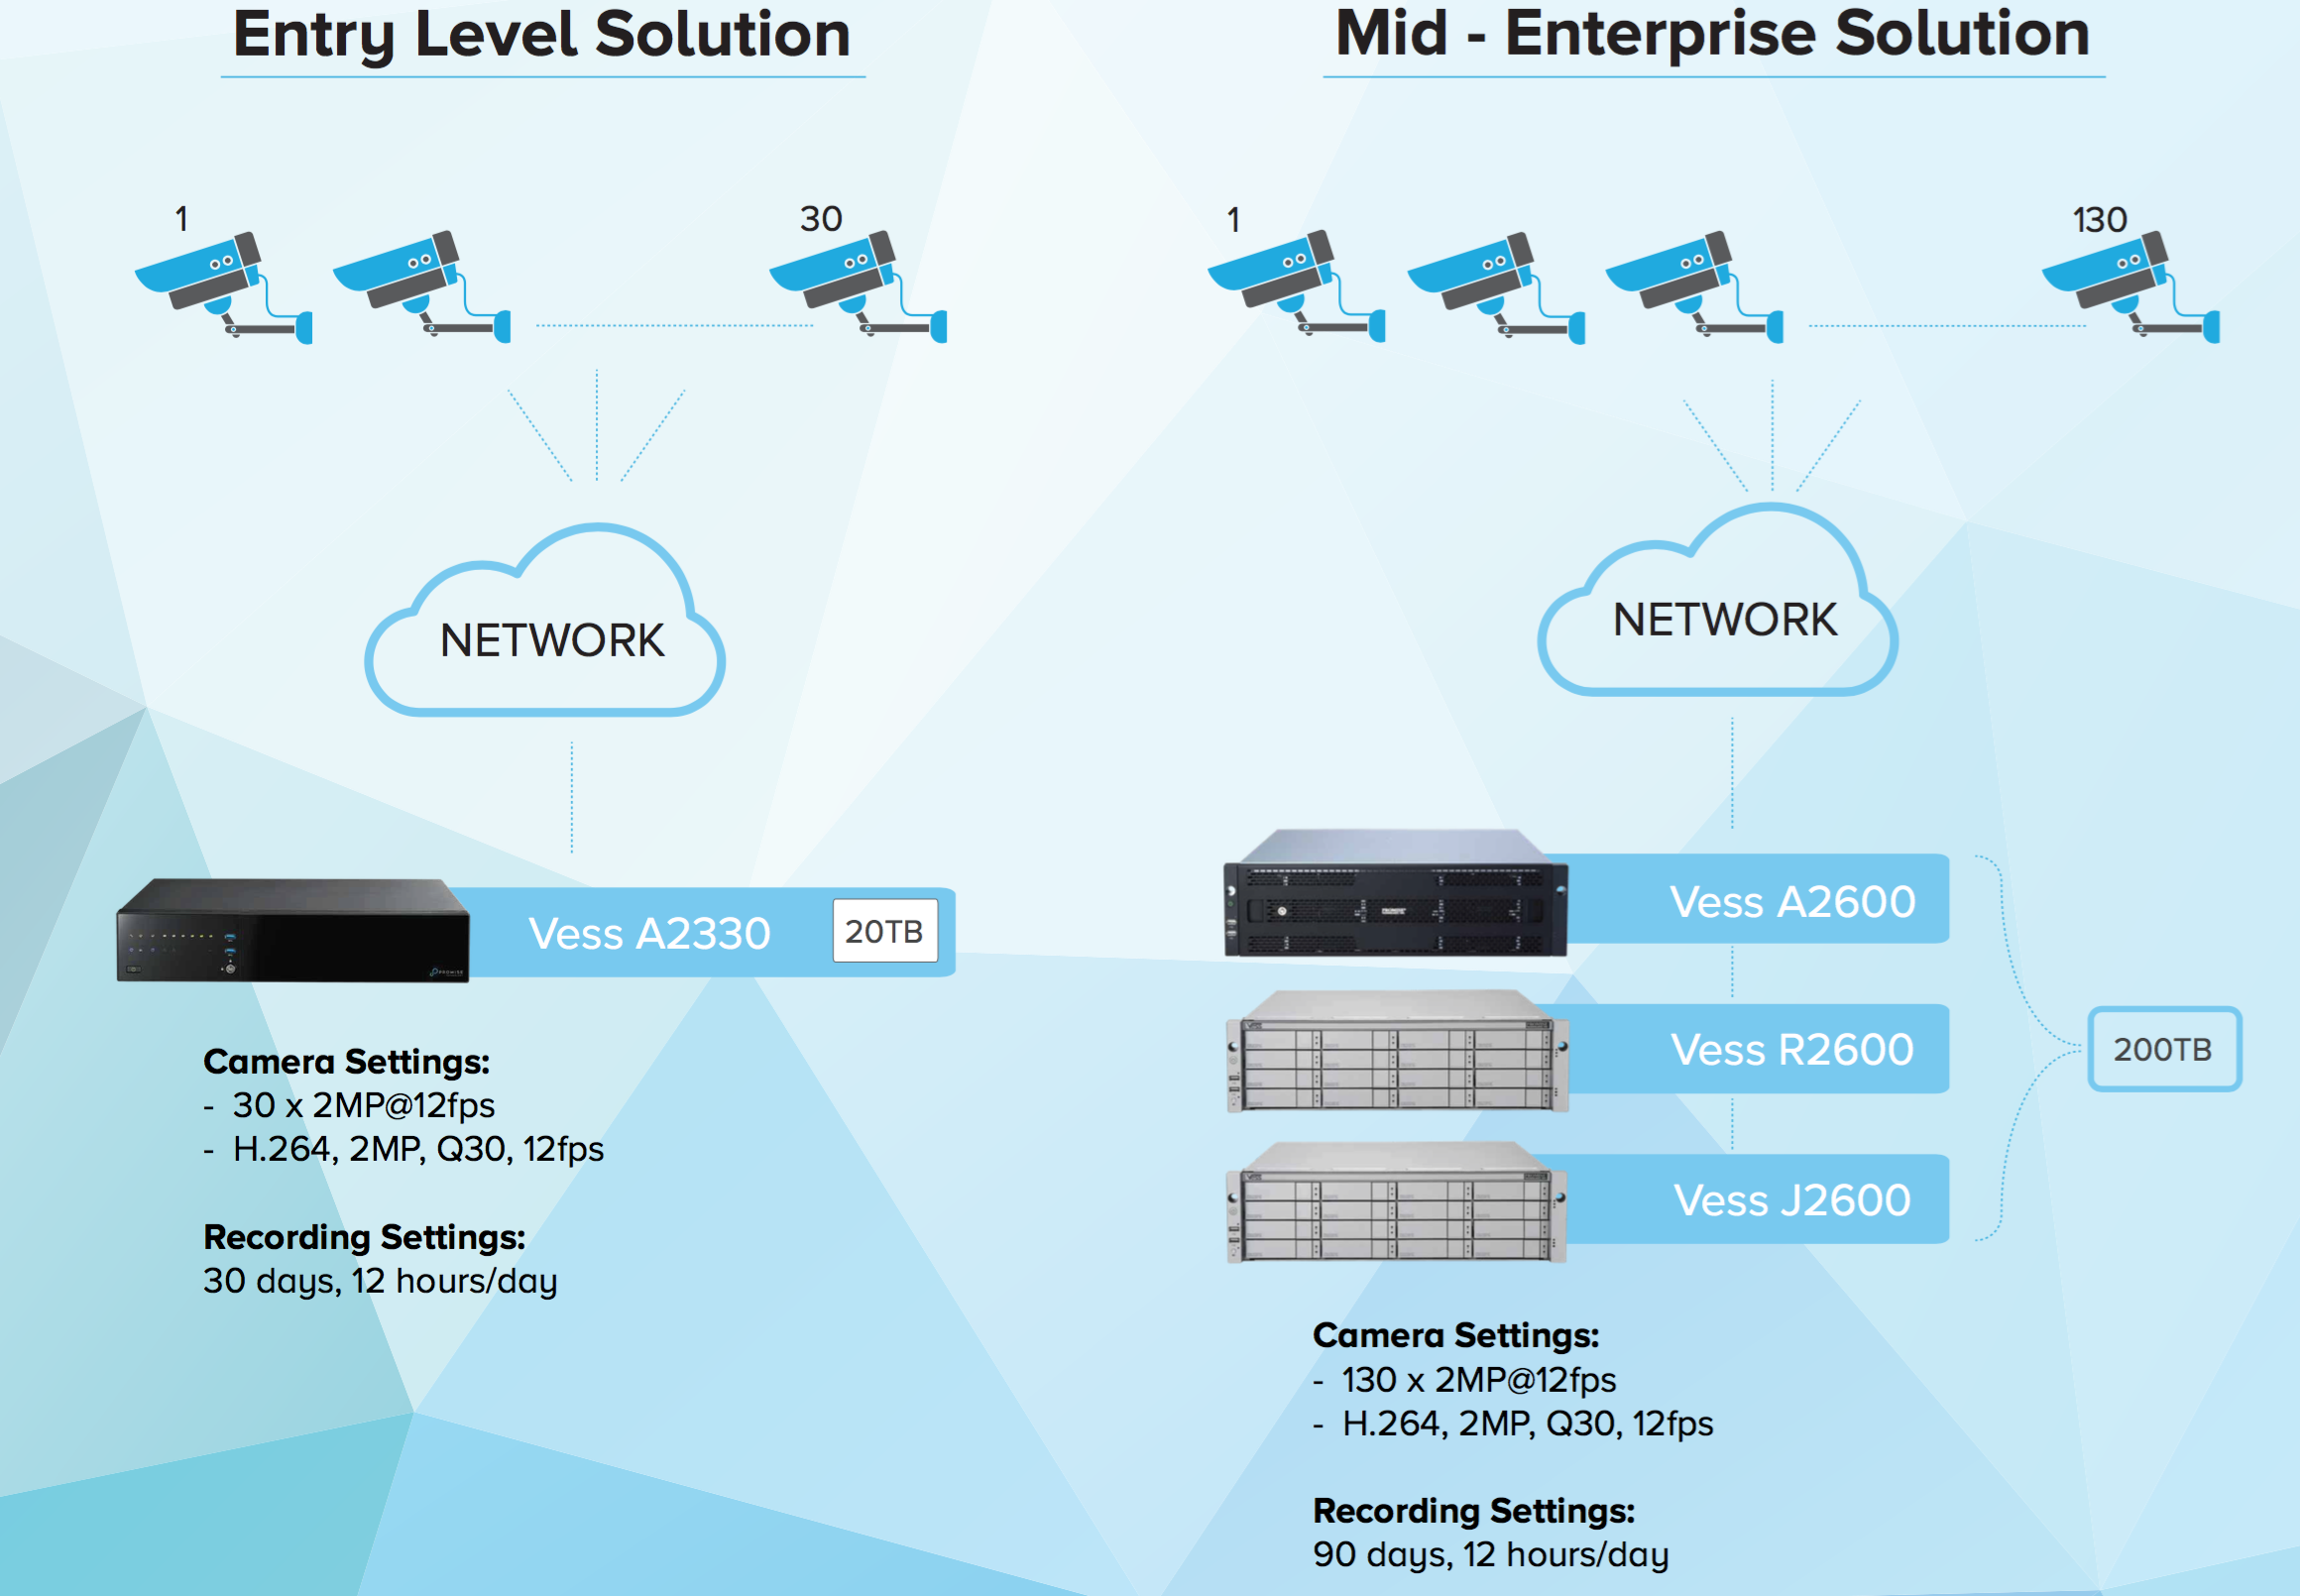 Entry Level Solution
1
30
NETWORK
Vess A2330
20TB
PROMISE
Camera Settings:
- 30 x 2MP@12fps
- H.264, 2MP, Q30, 12fps
Recording Settings:
30 days, 12 hours/day
Mid - Enterprise Solution
1
130
NETWORK
Vess A2600
Vess R2600
Vess J2600
200TB
Camera Settings:
- 130 x 2MP@12fps
- H.264, 2MP, Q30, 12fps
Recording Settings:
90 days, 12 hours/day